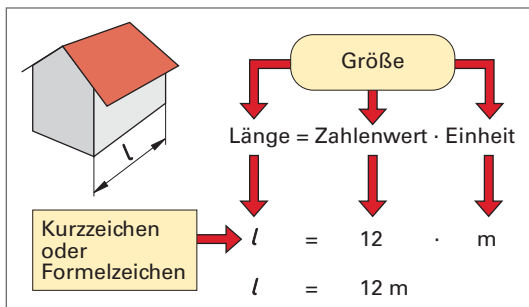 Größe
Länge = Zahlenwert · Einheit
l
Kurzzeichen
oder
Formelzeichen
l = 12 · m
l = 12 m